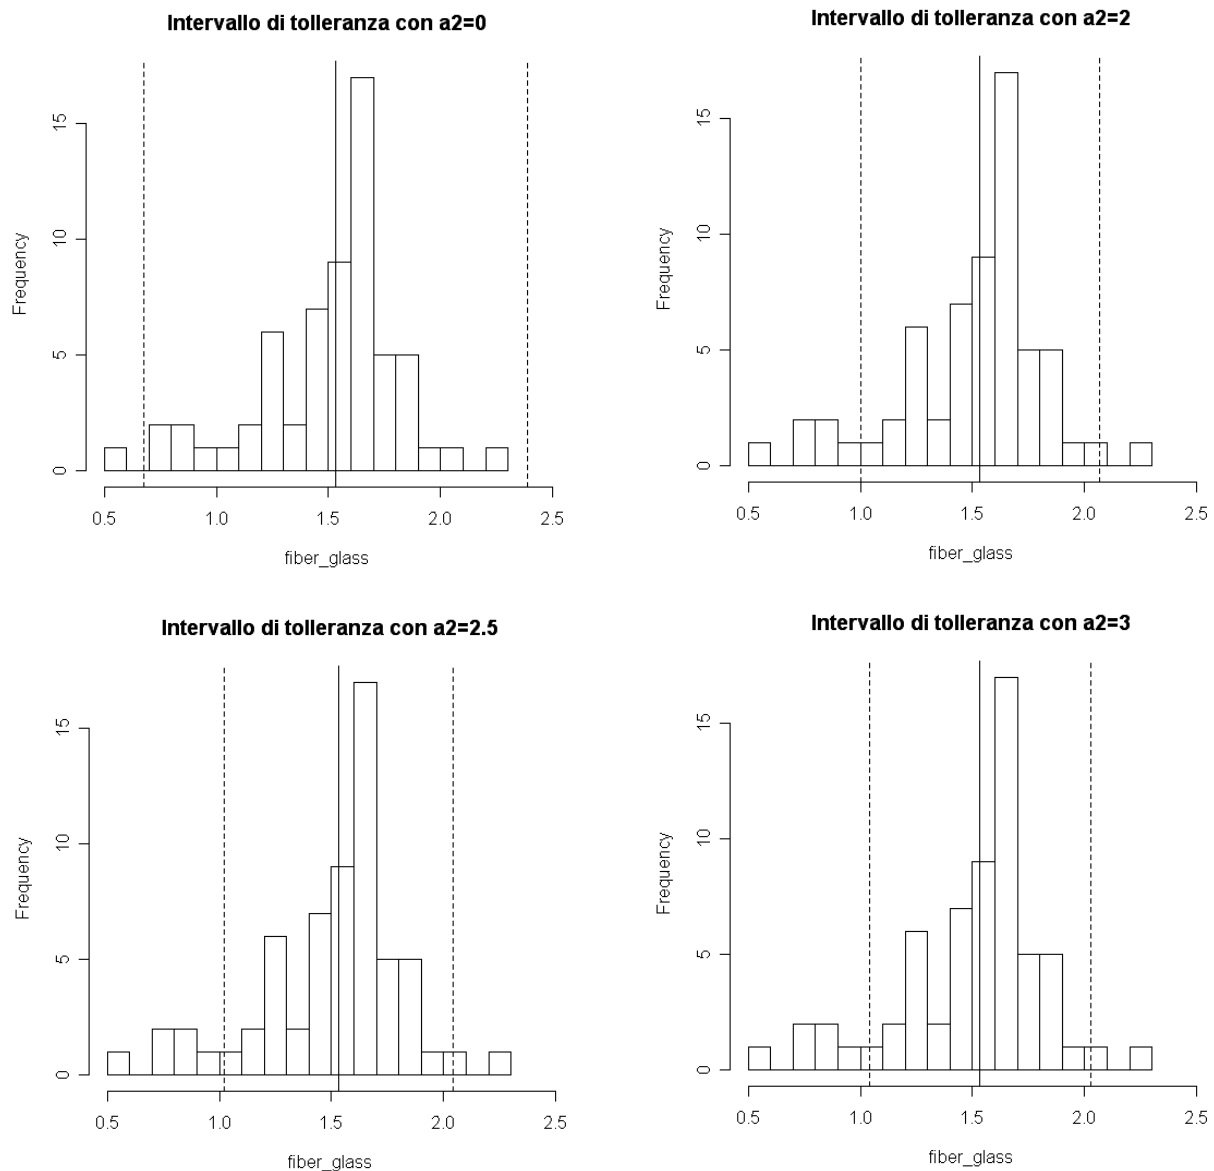 Intervallo di tolleranza con a2=0
Frequency
15
10
5
0
0.5 1.0 1.5 2.0 2.5
fiber_glass
Intervallo di tolleranza con a2=2
Frequency
15
10
5
0
0.5 1.0 1.5 2.0 2.5
fiber_glass
Intervallo di tolleranza con a2=2.5
Frequency
15
10
5
0
0.5 1.0 1.5 2.0 2.5
fiber_glass
Intervallo di tolleranza con a2=3
Frequency
15
10
5
0
0.5 1.0 1.5 2.0 2.5
fiber_glass